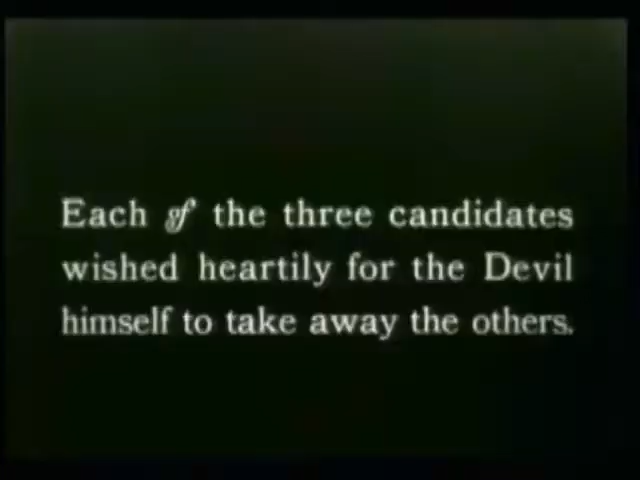 Each of the three candidates
wished heartily for the Devil
himself to take away the others.